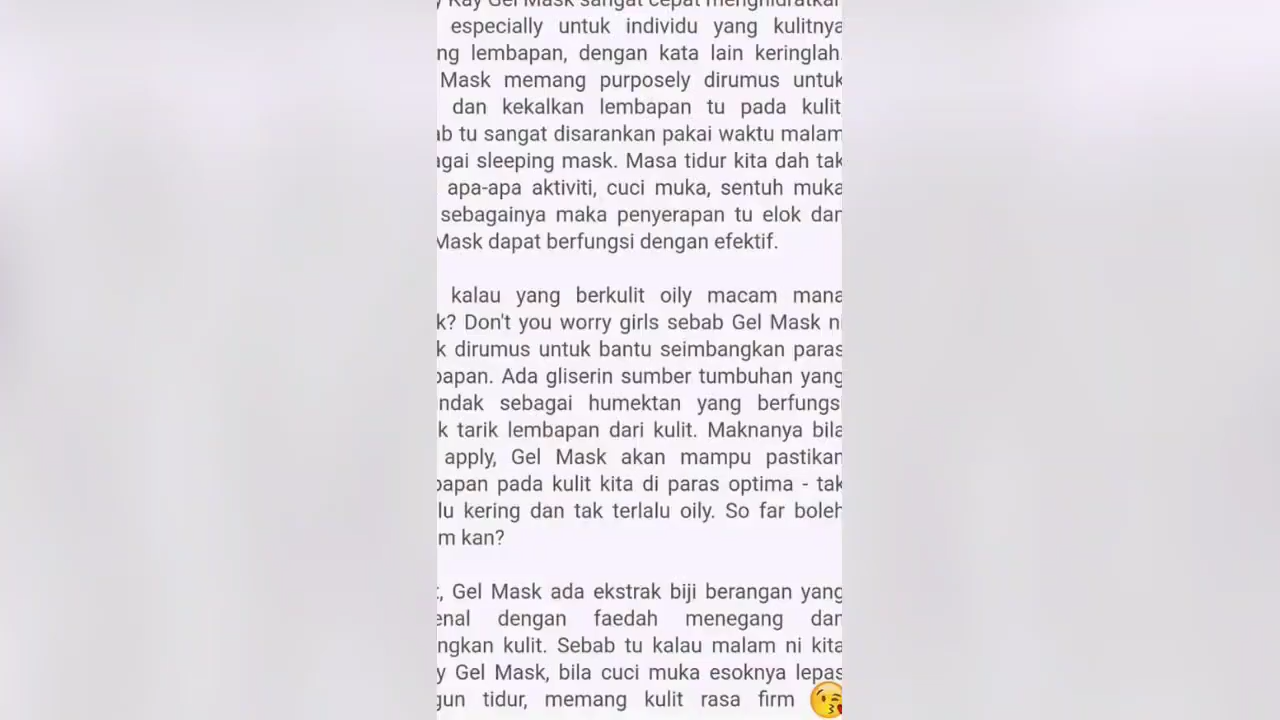 Kay Gel Mask sangat cepat menghidratkan
especially untuk individu yang kulitnya
ng lembapan, dengan kata lain keringlah.
Mask memang purposely dirumus untuk
dan kekalkan lembapan tu pada kulit
ab tu sangat disarankan pakai waktu malam
agai sleeping mask. Masa tidur kita dah tak
apa-apa aktiviti, cuci muka, sentuh muka
sebagainya maka penyerapan tu elok dan
Mask dapat berfungsi dengan efektif.
kalau yang berkulit oily macam mana
k? Don't you worry girls sebab Gel Mask ni
k dirumus untuk bantu seimbangkan paras
bapan. Ada gliserin sumber tumbuhan yang
ndak sebagai humektan yang berfungsi
k tarik lembapan dari kulit. Maknanya bila
apply, Gel Mask akan mampu pastikan
bapan pada kulit kita di paras optima - tak
lu kering dan tak terlalu oily. So far boleh
m kan?
t, Gel Mask ada ekstrak biji berangan yang
enal dengan faedah menegang dan
ngkan kulit. Sebab tu kalau malam ni kita
y Gel Mask, bila cuci muka esoknya lepas
gun tidur, memang kulit rasa firm 😘